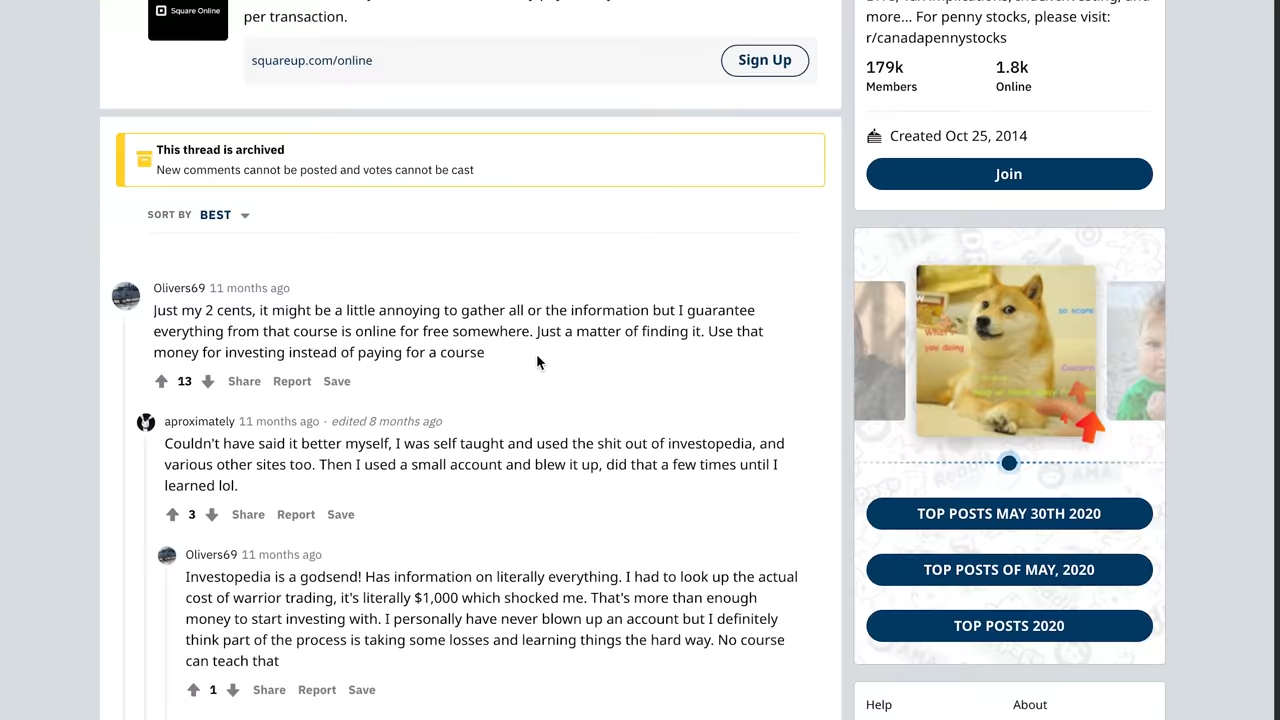 Square Online
per transaction.
squareup.com/online
Sign Up
This thread is archived
New comments cannot be posted and votes cannot be cast
SORT BY BEST
Olivers69 11 months ago
Just my 2 cents, it might be a little annoying to gather all or the information but I guarantee
everything from that course is online for free somewhere. Just a matter of finding it. Use that
money for investing instead of paying for a course
13 Share Report Save
aproximately 11 months ago · edited 8 months ago
Couldn't have said it better myself, I was self taught and used the shit out of investopedia, and
various other sites too. Then I used a small account and blew it up, did that a few times until I
learned lol.
3 Share Report Save
Olivers69 11 months ago
Investopedia is a godsend! Has information on literally everything. I had to look up the actual
cost of warrior trading, it's literally $1,000 which shocked me. That's more than enough
money to start investing with. I personally have never blown up an account but I definitely
think part of the process is taking some losses and learning things the hard way. No course
can teach that
1 Share Report Save
more... For penny stocks, please visit:
r/canadapennystocks
179k 1.8k
Members Online
Created Oct 25, 2014
Join
so scare
what
you doing
Concern
TOP POSTS MAY 30TH 2020
TOP POSTS OF MAY, 2020
TOP POSTS 2020
Help About